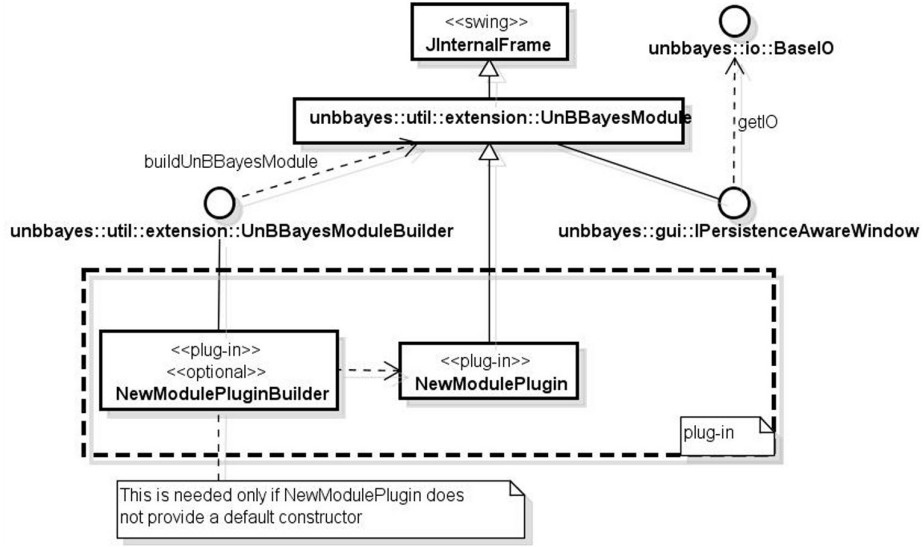 <<swing>>
JInternalFrame
unbbayes::io::BaseIO
unbbayes::util::extension::UnBBayesModule
getIO
buildUnBBayesModule
unbbayes::util::extension::UnBBayesModuleBuilder
unbbayes::gui::IPersistenceAwareWindow
<<plug-in>>
<<optional>>
NewModulePluginBuilder
<<plug-in>>
NewModulePlugin
plug-in
This is needed only if NewModulePlugin does
not provide a default constructor